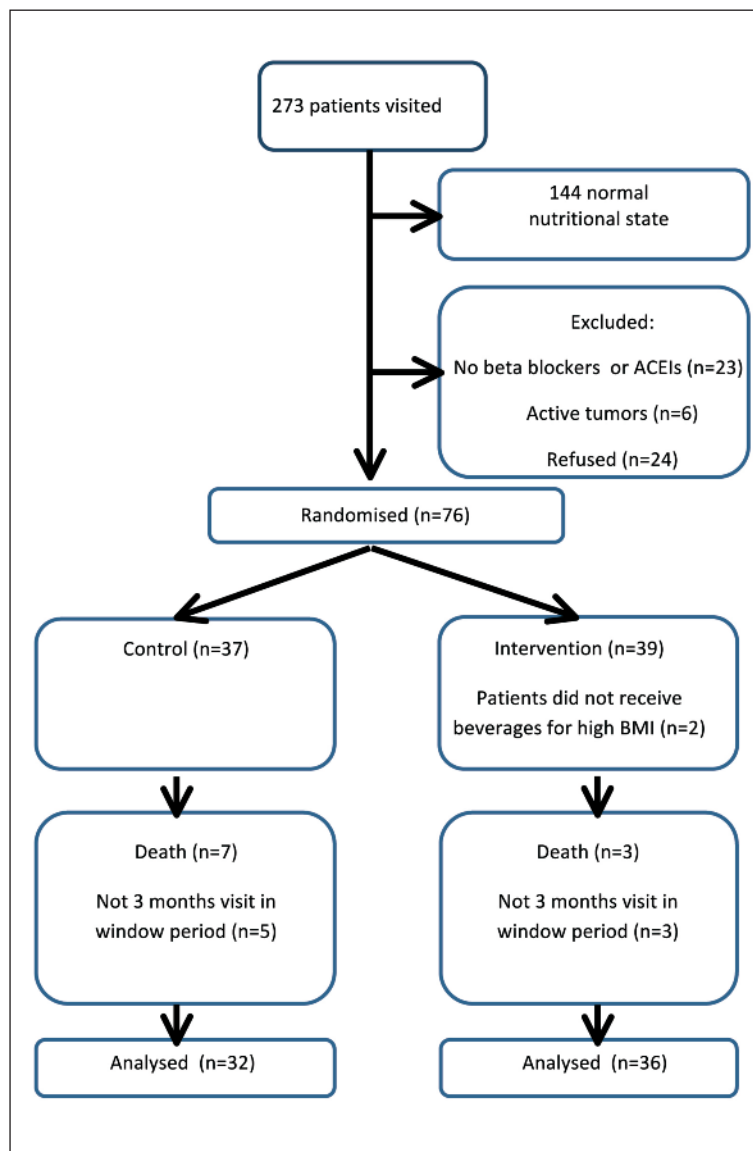 273 patients visited
144 normal
nutritional state
Excluded:
No beta blockers or ACEIs (n=23)
Active tumors (n=6)
Refused (n=24)
Randomised (n=76)
Control (n=37)
Intervention (n=39)
Patients did not receive
beverages for high BMI (n=2)
Death (n=7)
Not 3 months visit in
window period (n=5)
Death (n=3)
Not 3 months visit in
window period (n=3)
Analysed (n=32)
Analysed (n=36)